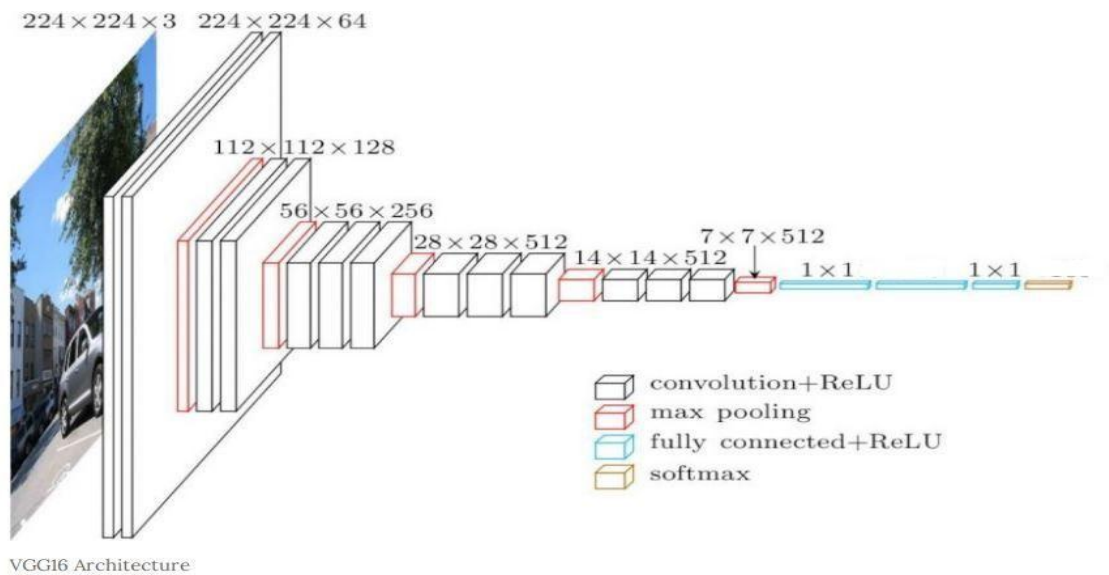 224×224×3
224×224×64
112×112×128
56×56×256
28×28×512
14×14×512
7×7×512
1×1
1×1
convolution+ReLU
max pooling
fully connected+ReLU
softmax
VGG16 Architecture